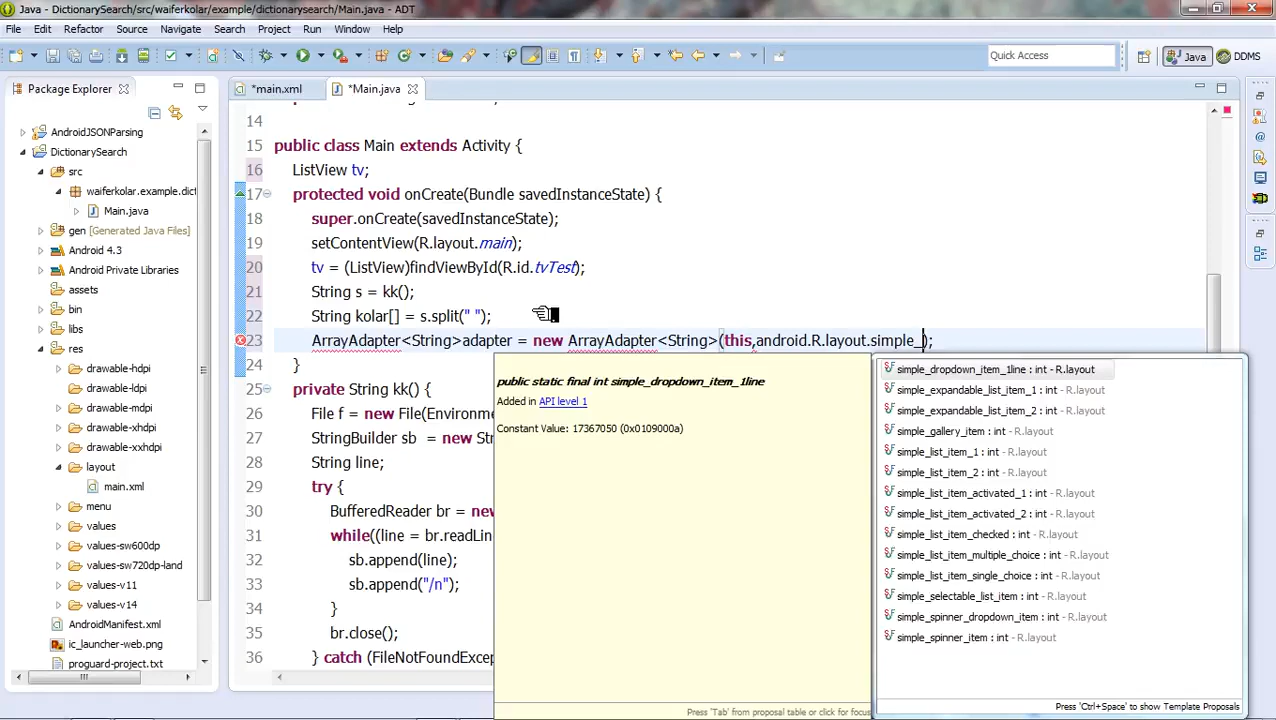 Java - DictionarySearch/src/waiferkolar/example/dictionarysearch/Main.java - ADT
File Edit Refactor Source Navigate Search Project Run Window Help
Quick Access
Java
DDMS
Package Explorer
*main.xml
*Main.java
AndroidJSONParsing
DictionarySearch
src
waiferkolar.example.dict
Main.java
gen [Generated Java Files]
Android 4.3
Android Private Libraries
assets
bin
libs
res
drawable-hdpi
drawable-ldpi
drawable-mdpi
drawable-xhdpi
drawable-xxhdpi
layout
main.xml
menu
values
values-sw600dp
values-sw720dp-land
values-v11
values-v14
AndroidManifest.xml
ic_launcher-web.png
proguard-project.txt
14
15 public class Main extends Activity {
16 ListView tv;
17 protected void onCreate(Bundle savedInstanceState) {
18 super.onCreate(savedInstanceState);
19 setContentView(R.layout.main);
20 tv = (ListView)findViewById(R.id.tvTest);
21 String s = kk();
22 String kolar[] = s.split(" ");
23 ArrayAdapter<String>adapter = new ArrayAdapter<String>(this,android.R.layout.simple_);
24 }
25 private String kk() {
26 File f = new File(Environme
27 StringBuilder sb = new Str
28 String line;
29 try {
30 BufferedReader br = new
31 while((line = br.readLin
32 sb.append(line);
33 sb.append("/n");
34 }
35 br.close();
36 } catch (FileNotFoundExcep
public static final int simple_dropdown_item_1line
Added in API level 1
Constant Value: 17367050 (0x0109000a)
Press 'Tab' from proposal table or click for focus
simple_dropdown_item_1line : int - R.layout
simple_expandable_list_item_1 : int - R.layout
simple_expandable_list_item_2 : int - R.layout
simple_gallery_item : int - R.layout
simple_list_item_1 : int - R.layout
simple_list_item_2 : int - R.layout
simple_list_item_activated_1 : int - R.layout
simple_list_item_activated_2 : int - R.layout
simple_list_item_checked : int - R.layout
simple_list_item_multiple_choice : int - R.layout
simple_list_item_single_choice : int - R.layout
simple_selectable_list_item : int - R.layout
simple_spinner_dropdown_item : int - R.layout
simple_spinner_item : int - R.layout
Press 'Ctrl+Space' to show Template Proposals